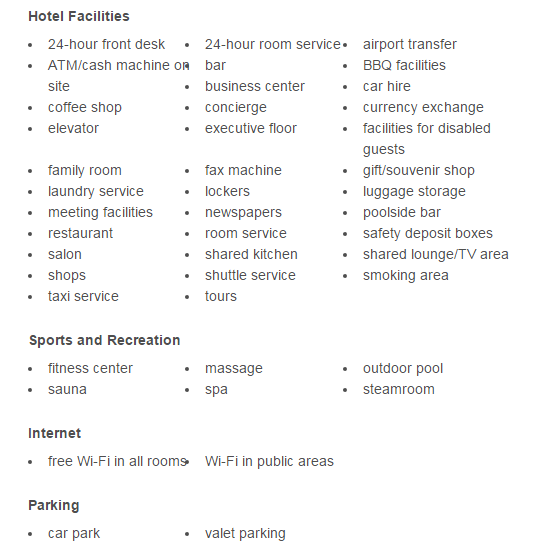 Hotel Facilities
• 24-hour front desk • 24-hour room service • airport transfer
• ATM/cash machine on • bar • BBQ facilities
site • business center • car hire
• coffee shop • concierge • currency exchange
• elevator • executive floor • facilities for disabled
guests
• family room • fax machine • gift/souvenir shop
• laundry service • lockers • luggage storage
• meeting facilities • newspapers • poolside bar
• restaurant • room service • safety deposit boxes
• salon • shared kitchen • shared lounge/TV area
• shops • shuttle service • smoking area
• taxi service • tours
Sports and Recreation
• fitness center • massage • outdoor pool
• sauna • spa • steamroom
Internet
• free Wi-Fi in all rooms • Wi-Fi in public areas
Parking
• car park • valet parking